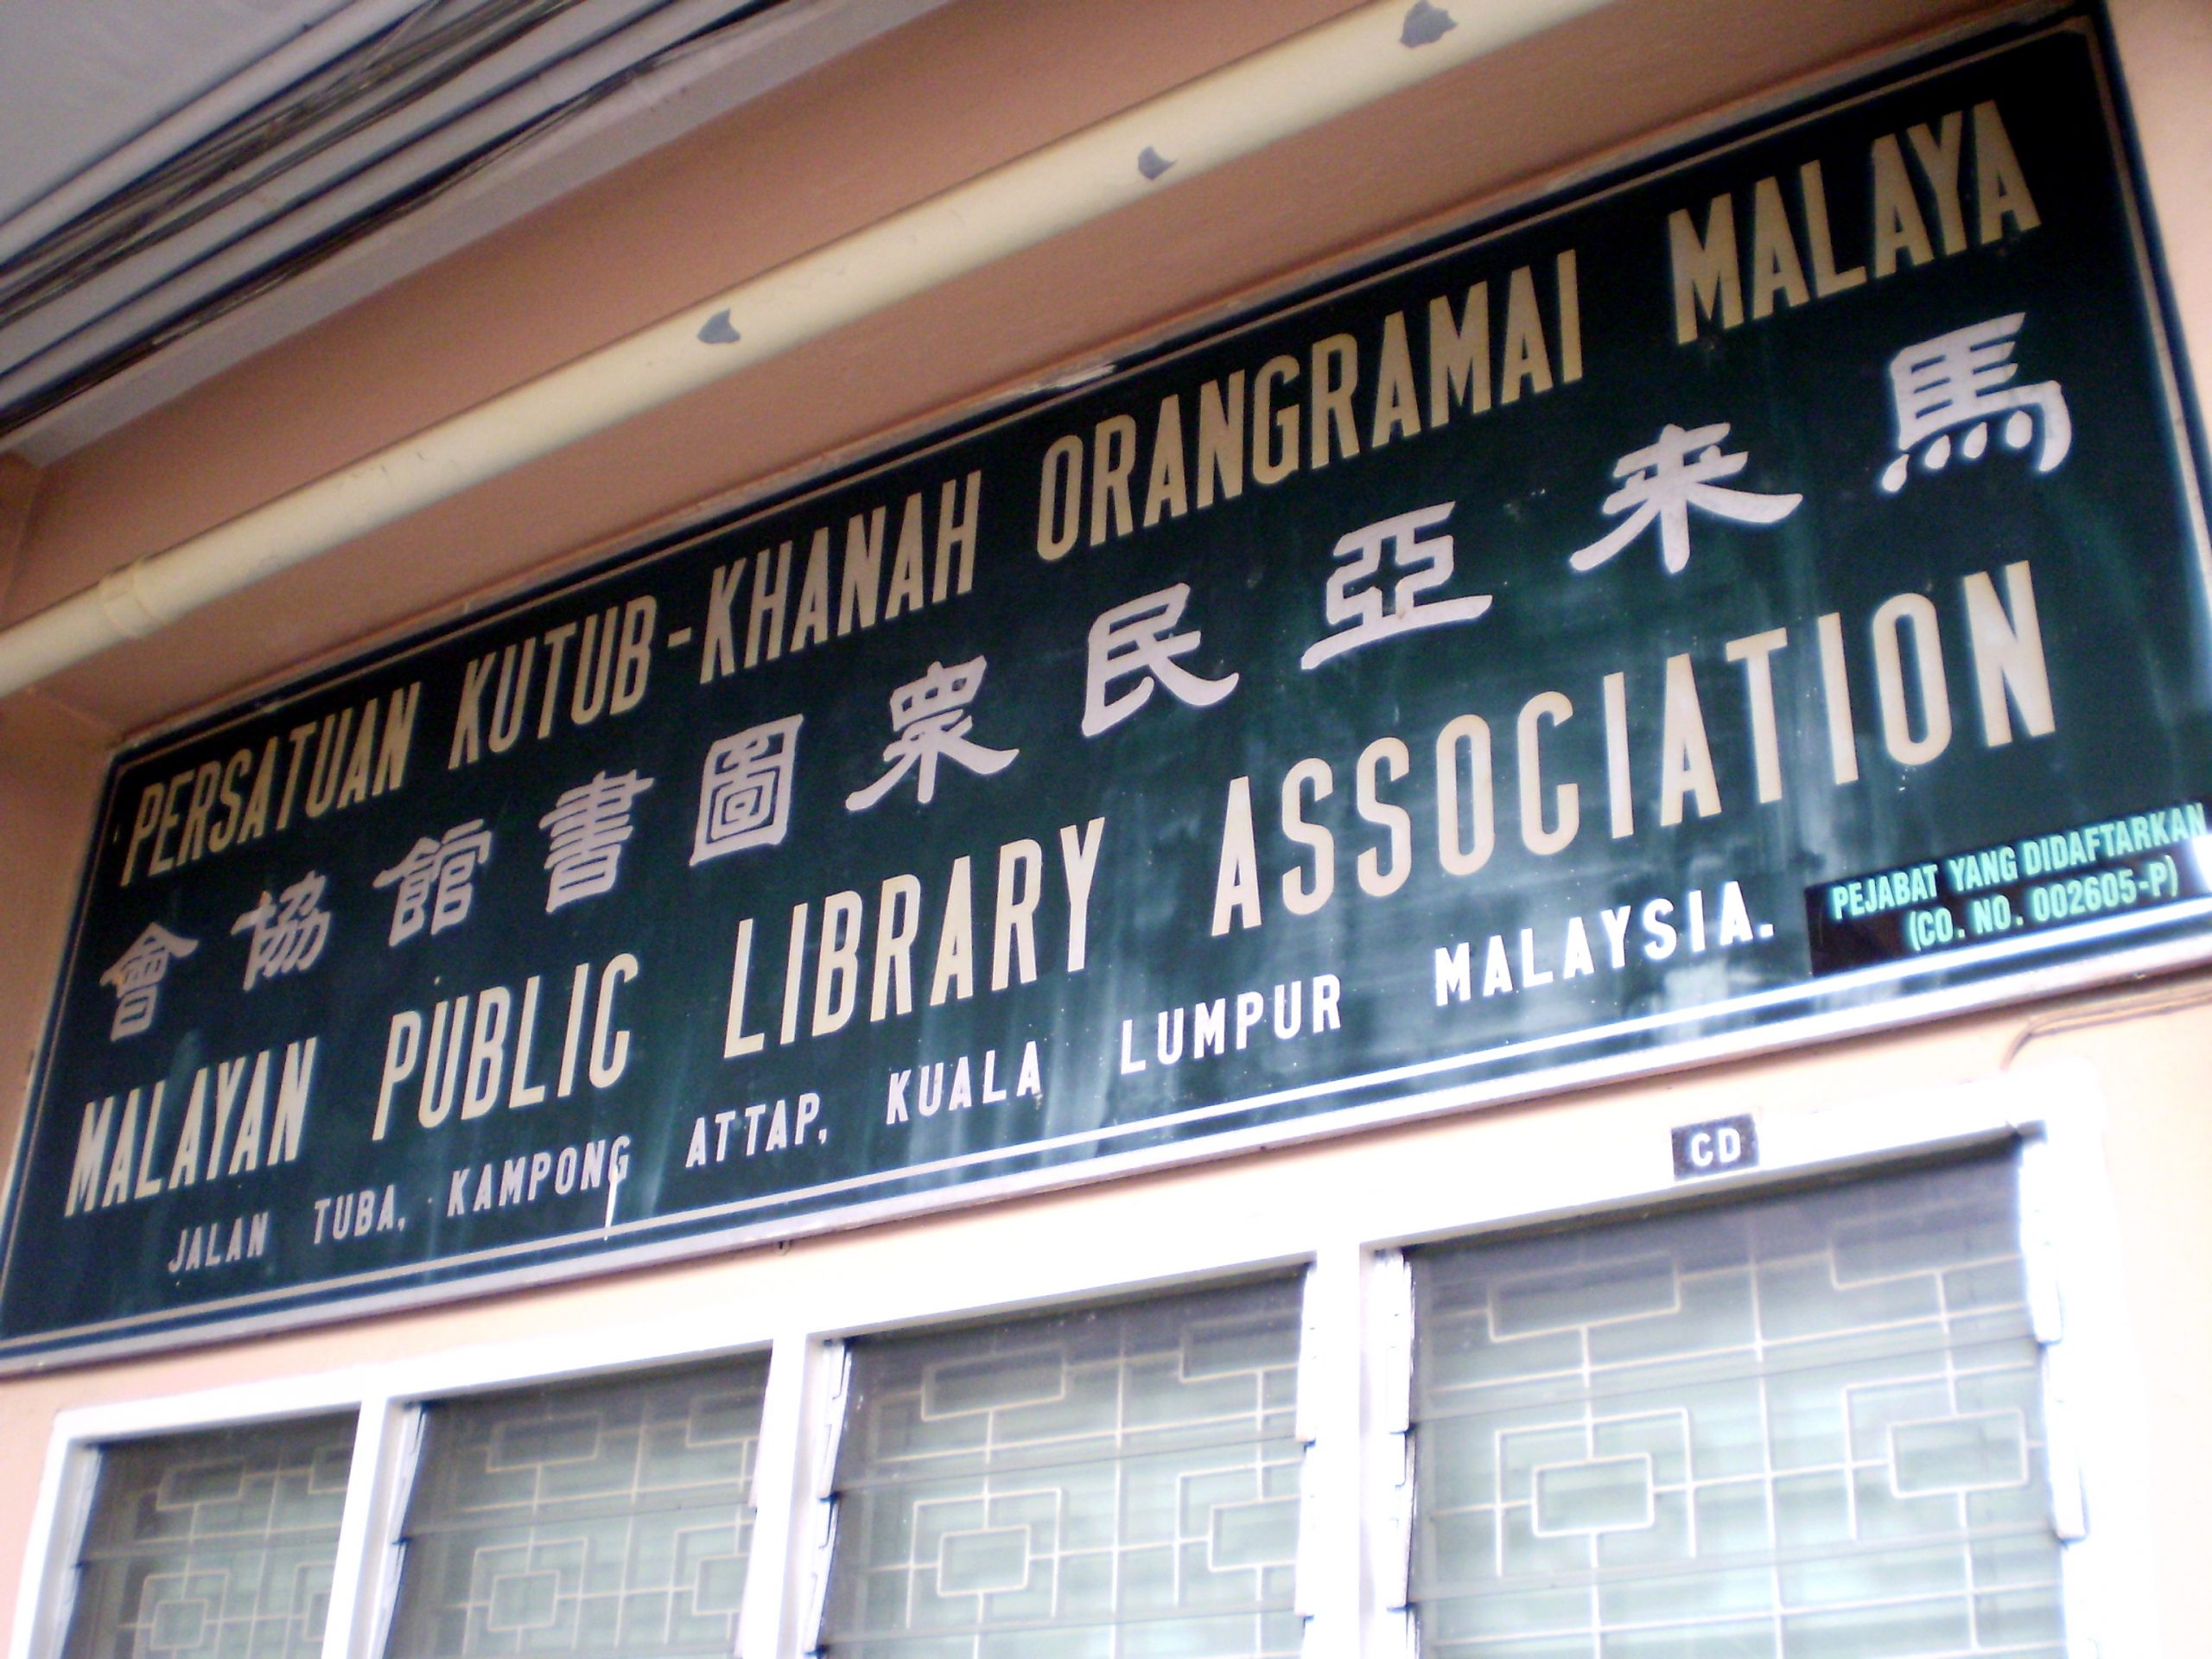 PERSATUAN KUTUB-KHANAH ORANGRAMAI MALAYA
馬来亞民眾圖書館協會
MALAYAN PUBLIC LIBRARY ASSOCIATION
JALAN TUBA, KAMPONG ATTAP, KUALA LUMPUR MALAYSIA.
PEJABAT YANG DIDAFTARKAN
(CO. NO. 002605-P)
CD